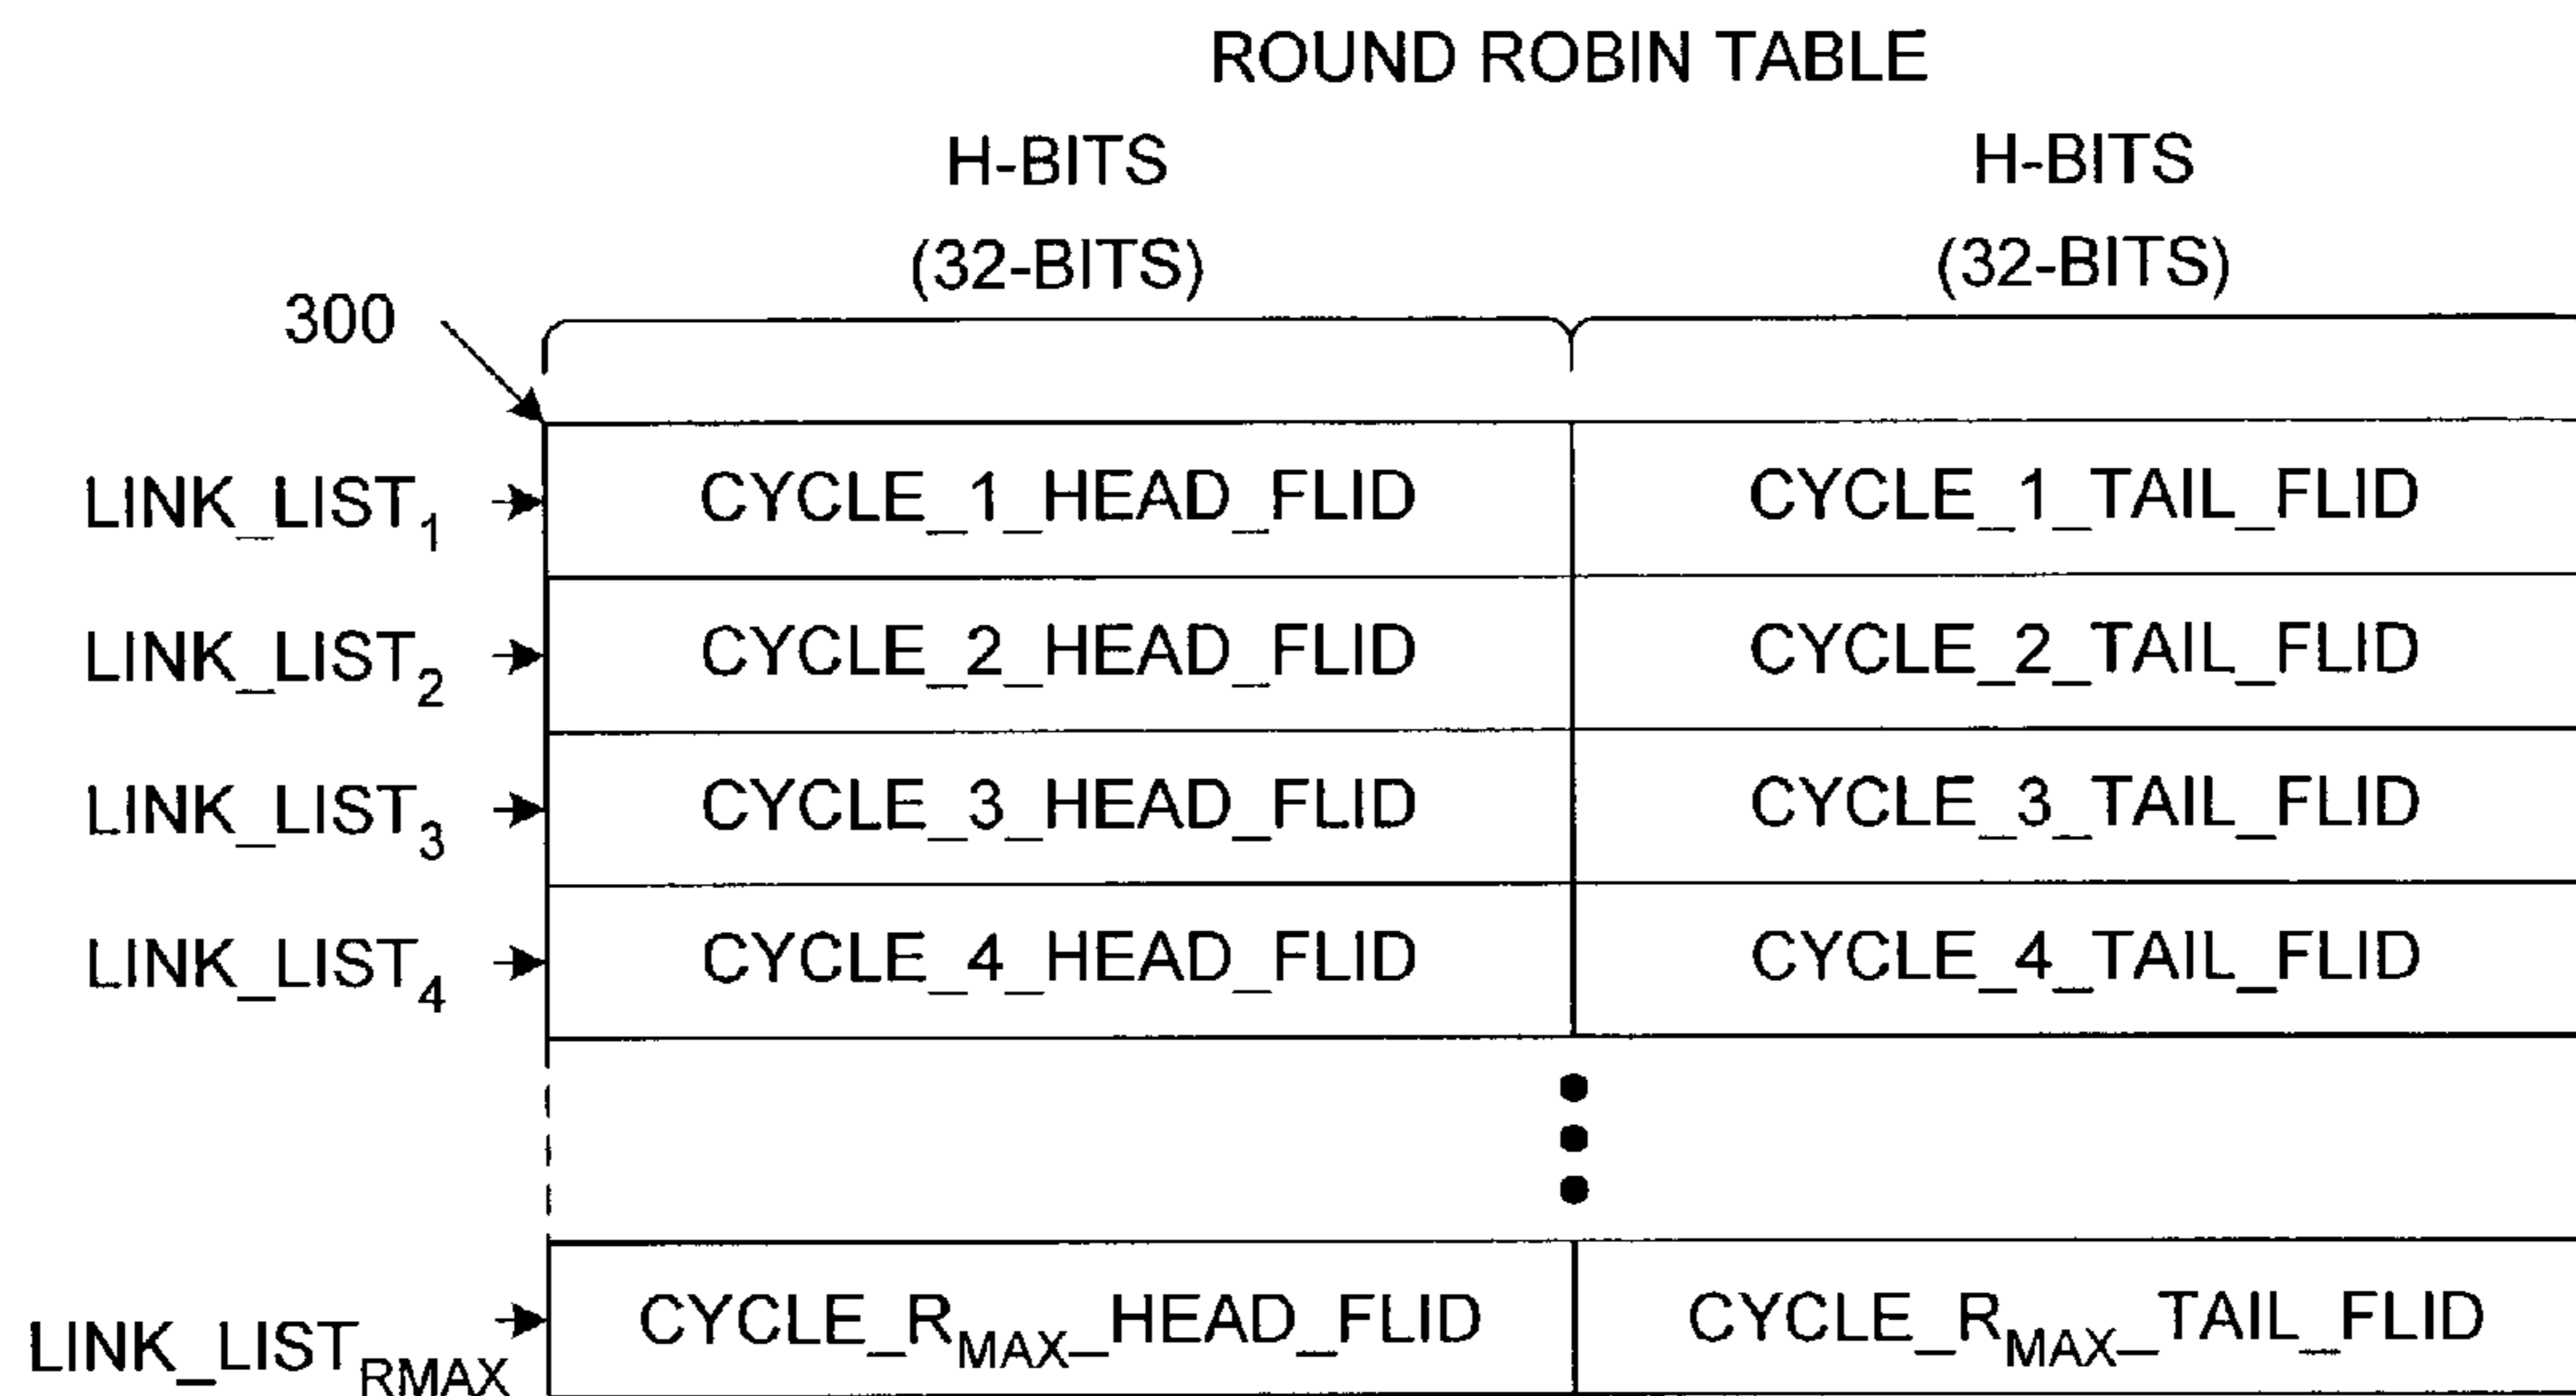 ROUND ROBIN TABLE
H-BITS H-BITS
(32-BITS) (32-BITS)
300
LINK_LIST1 CYCLE_1_HEAD_FLID CYCLE_1_TAIL_FLID
LINK_LIST2 CYCLE_2_HEAD_FLID CYCLE_2_TAIL_FLID
LINK_LIST3 CYCLE_3_HEAD_FLID CYCLE_3_TAIL_FLID
LINK_LIST4 CYCLE_4_HEAD_FLID CYCLE_4_TAIL_FLID
LINK_LISTRMAX CYCLE_RMAX_HEAD_FLID CYCLE_RMAX_TAIL_FLID